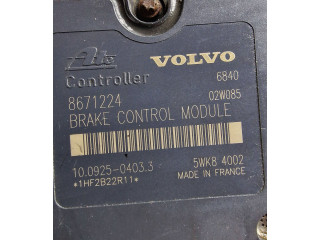 Ate VOLVO
Controller 6840
8671224 02W085
BRAKE CONTROL MODULE
10.0925-0403.3 5WK8 4002
*1HF2B22R11* MADE IN FRANCE